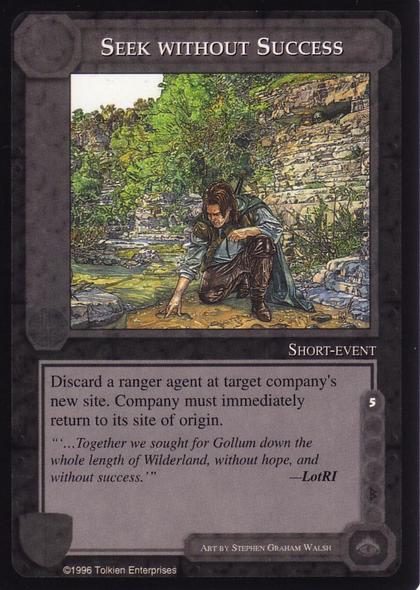 SEEK WITHOUT SUCCESS
SHORT-EVENT
Discard a ranger agent at target company's
new site. Company must immediately
return to its site of origin.
"'...Together we sought for Gollum down the
whole length of Wilderland, without hope, and
without success.'" —LotRI
5
ART BY STEPHEN GRAHAM WALSH
©1996 Tolkien Enterprises